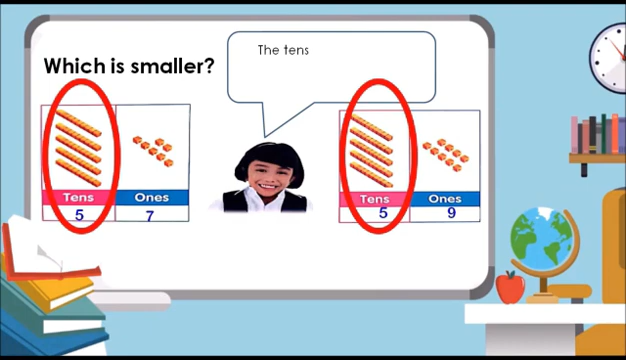 The tens
Which is smaller?
Tens Ones
5 7
Tens Ones
5 9